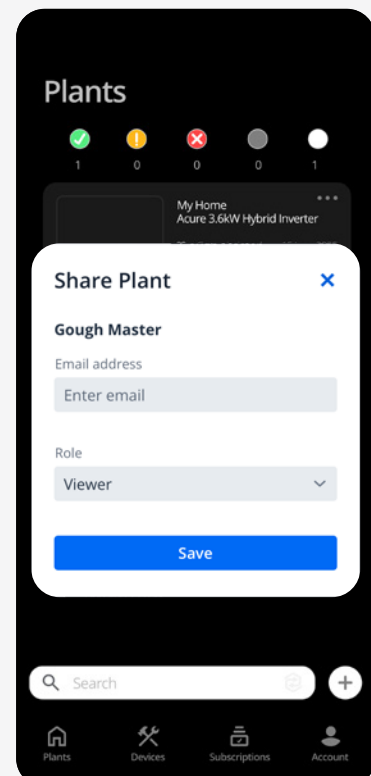 Plants
1 0 0 0 1
My Home
Acure 3.6kW Hybrid Inverter
Share Plant
Gough Master
Email address
Enter email
Role
Viewer
Save
Search
Plants Devices Subscriptions Account